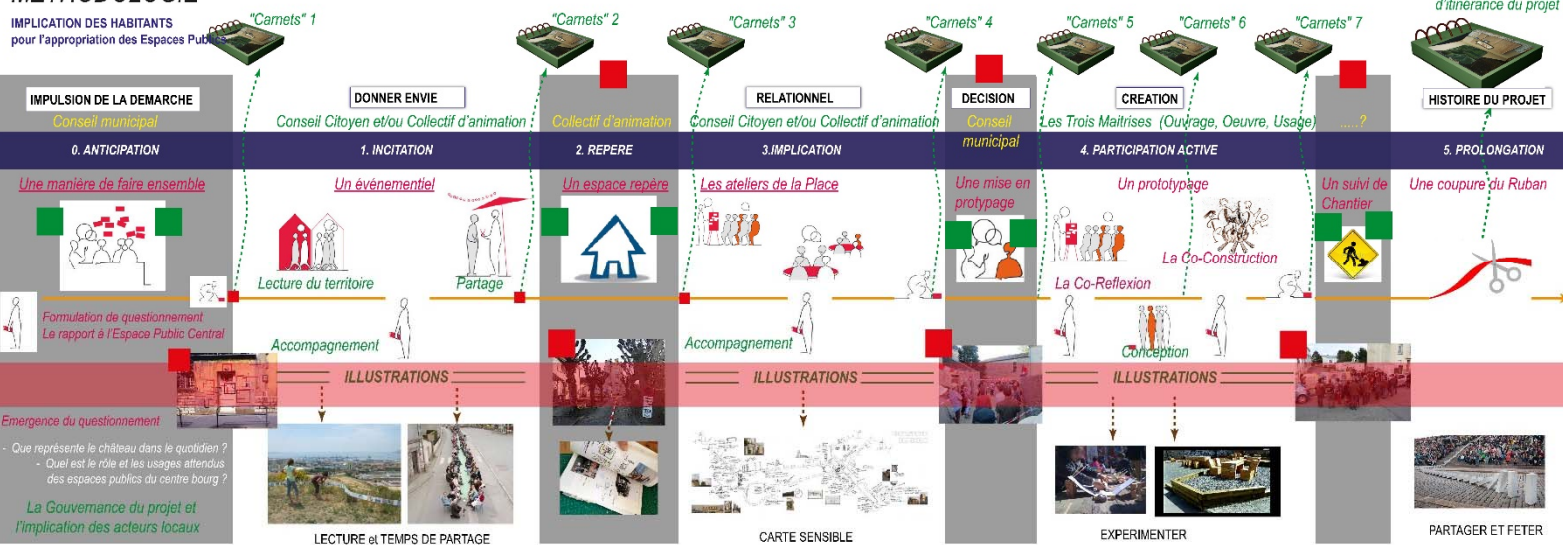 METHODOLOGIE
IMPLICATION DES HABITANTS
pour l'appropriation des Espaces Publics
"Carnets" 1
"Carnets" 2
"Carnets" 3
"Carnets" 4
"Carnets" 5
"Carnets" 6
"Carnets" 7
d'itinérance du projet
IMPULSION DE LA DEMARCHE
DONNER ENVIE
RELATIONNEL
DECISION
CREATION
HISTOIRE DU PROJET
Conseil municipal
Conseil Citoyen et/ou Collectif d'animation
Collectif d'animation
Conseil Citoyen et/ou Collectif d'animation
Conseil
municipal
Les Trois Maitrises (Ouvrage, Oeuvre, Usage)
.....?
0. ANTICIPATION
1. INCITATION
2. REPERE
3.IMPLICATION
4. PARTICIPATION ACTIVE
5. PROLONGATION
Une manière de faire ensemble
Un événementiel
Un espace repère
Les ateliers de la Place
Une mise en
protypage
Un prototypage
Un suivi de
Chantier
Une coupure du Ruban
Lecture du territoire
Partage
La Co-Construction
La Co-Reflexion
Formulation de questionnement
Le rapport à l'Espace Public Central
Accompagnement
Accompagnement
Conception
ILLUSTRATIONS
ILLUSTRATIONS
ILLUSTRATIONS
Emergence du questionnement
- Que représente le château dans le quotidien ?
- Quel est le rôle et les usages attendus
des espaces publics du centre bourg ?
La Gouvernance du projet et
l'implication des acteurs locaux
LECTURE et TEMPS DE PARTAGE
CARTE SENSIBLE
EXPERIMENTER
PARTAGER ET FETER